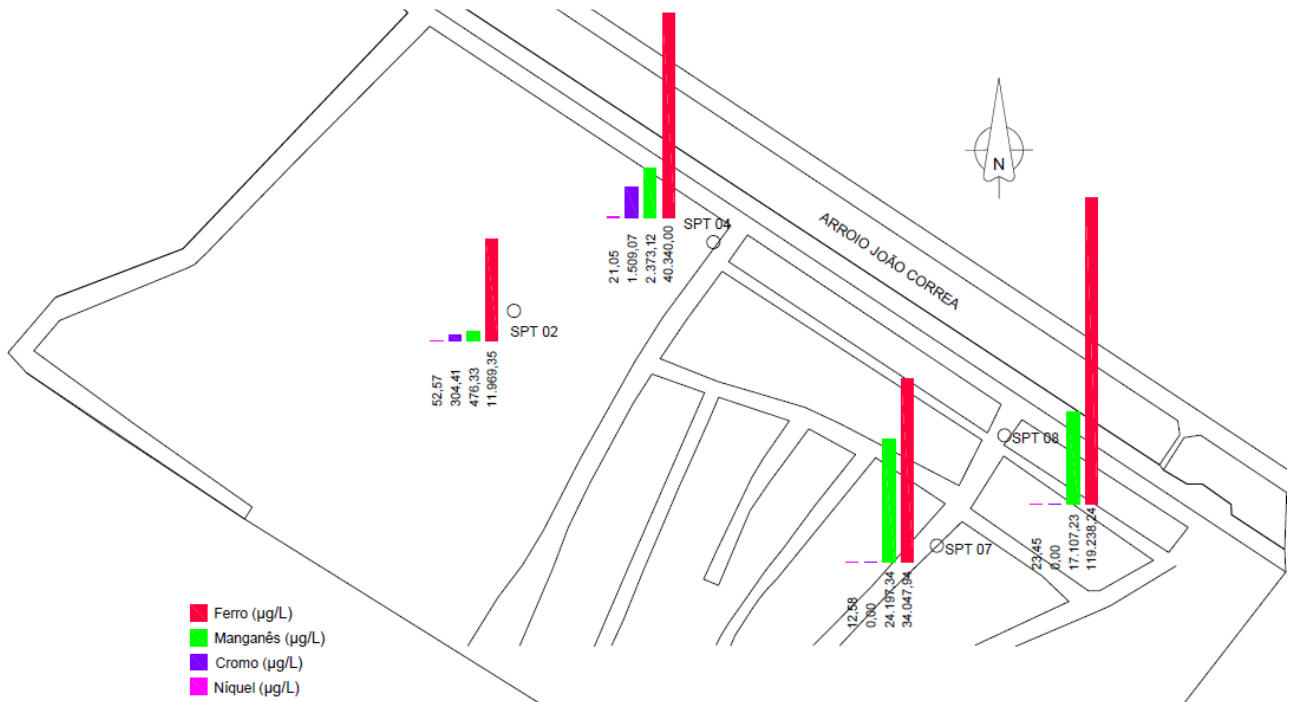 N
ARROIO JOÃO CORREA
SPT 04
21,05
1.509,07
2.373,12
40.340,00
SPT 02
52,57
304,41
476,33
11.969,35
SPT 08
23,45
0,00
17.107,23
119.238,24
SPT 07
12,58
0,00
24.197,34
34.047,94
Ferro (µg/L)
Manganês (µg/L)
Cromo (µg/L)
Níquel (µg/L)